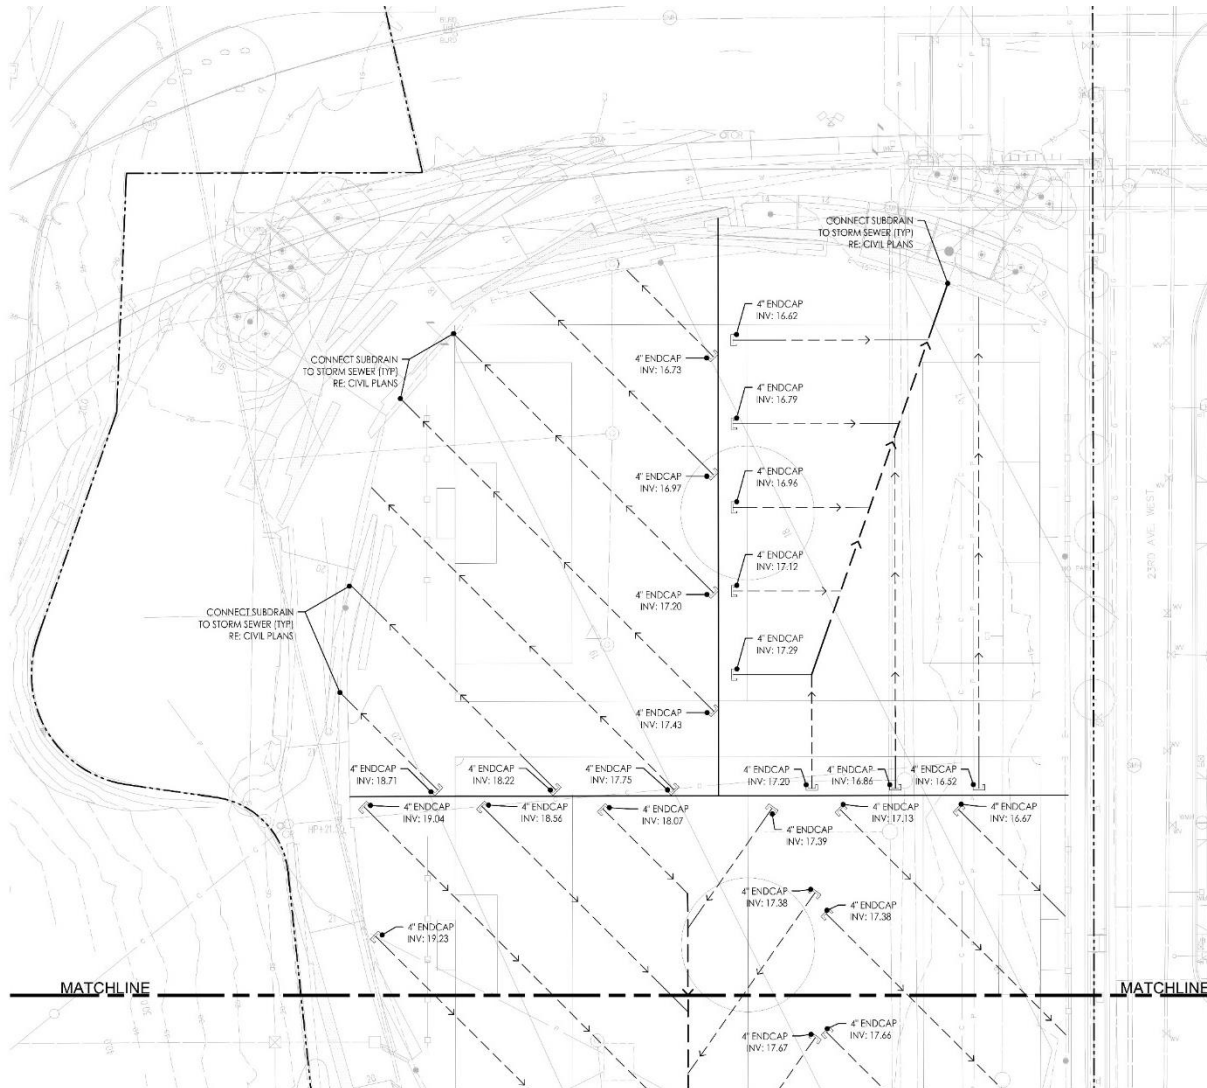 CONNECT SUBDRAIN
TO STORM SEWER (TYP)
RE: CIVIL PLANS
4" ENDCAP
INV: 16.62
4" ENDCAP
INV: 16.73
CONNECT SUBDRAIN
TO STORM SEWER (TYP)
RE: CIVIL PLANS
4" ENDCAP
INV: 16.79
4" ENDCAP
INV: 16.97
4" ENDCAP
INV: 16.96
23RD AVE. WEST
4" ENDCAP
INV: 17.12
4" ENDCAP
INV: 17.20
CONNECT SUBDRAIN
TO STORM SEWER (TYP)
RE: CIVIL PLANS
4" ENDCAP
INV: 17.29
4" ENDCAP
INV: 17.43
4" ENDCAP
INV: 18.71
4" ENDCAP
INV: 18.22
4" ENDCAP
INV: 17.75
4" ENDCAP
INV: 17.20
4" ENDCAP
INV: 16.86
4" ENDCAP
INV: 16.52
4" ENDCAP
INV: 19.04
4" ENDCAP
INV: 18.56
4" ENDCAP
INV: 18.07
4" ENDCAP
INV: 17.39
4" ENDCAP
INV: 17.13
4" ENDCAP
INV: 16.67
4" ENDCAP
INV: 17.38
4" ENDCAP
INV: 17.38
4" ENDCAP
INV: 19.23
MATCHLINE
MATCHLINE
4" ENDCAP
INV: 17.67
4" ENDCAP
INV: 17.66